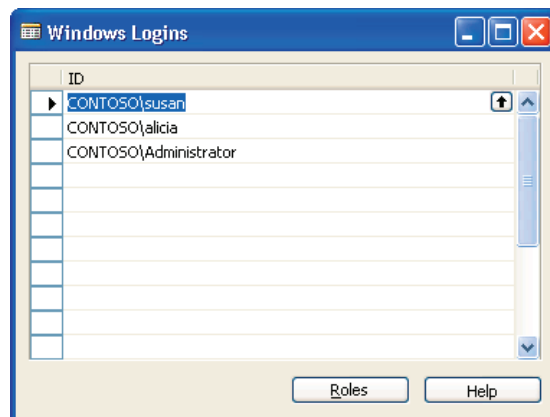 Windows Logins
ID
CONTOSO\susan
CONTOSO\alicia
CONTOSO\Administrator
Roles Help